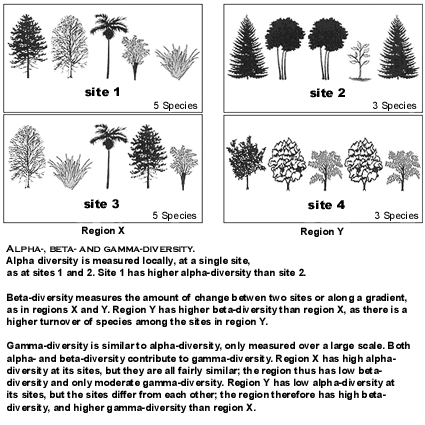 site 1
5 Species
site 2
3 Species
site 3
5 Species
site 4
3 Species
Region X
Region Y
ALPHA-, BETA- AND GAMMA-DIVERSITY.
Alpha diversity is measured locally, at a single site,
as at sites 1 and 2. Site 1 has higher alpha-diversity than site 2.
Beta-diversity measures the amount of change betwen two sites or along a gradient,
as in regions X and Y. Region Y has higher beta-diversity than region X, as there is
a higher turnover of species among the sites in region Y.
Gamma-diversity is similar to alpha-diversity, only measured over a large scale. Both
alpha- and beta-diversity contribute to gamma-diversity. Region X has high alpha-
diversity at its sites, but they are all fairly similar; the region thus has low beta-
diversity and only moderate gamma-diversity. Region Y has low alpha-diversity at
its sites, but the sites differ from each other; the region therefore has high beta-
diversity, and higher gamma-diversity than region X.